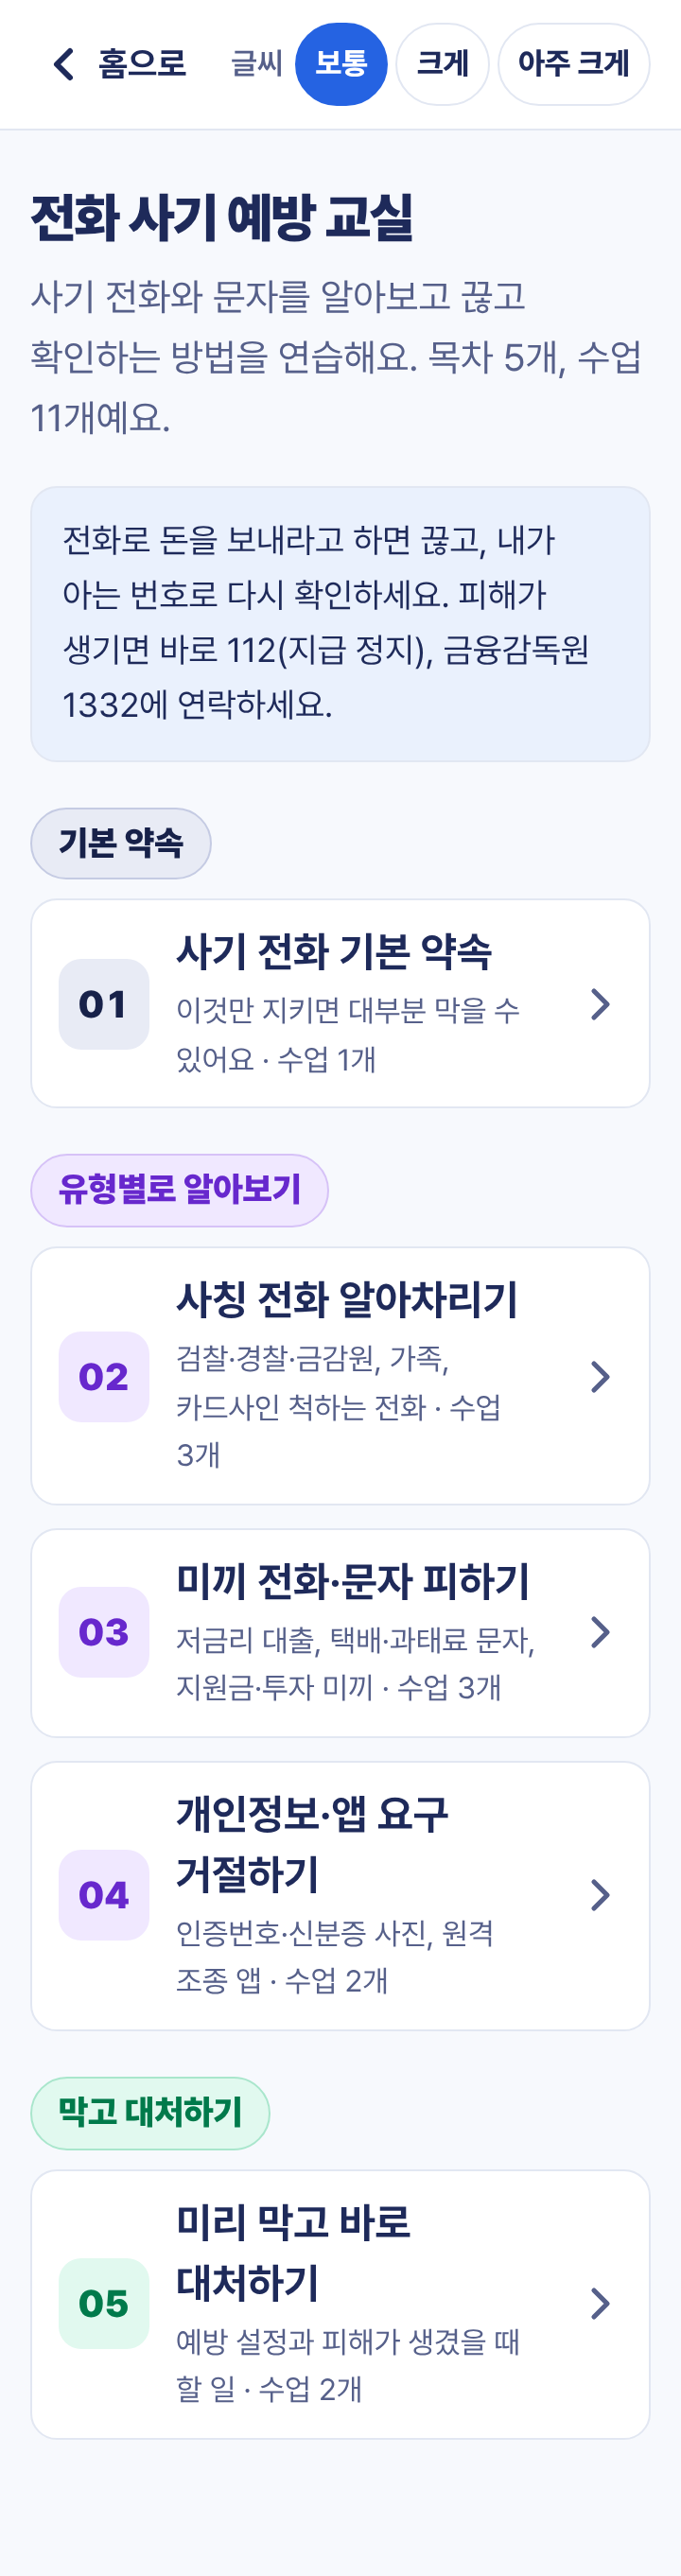 홈으로 글씨 보통 크게 아주 크게
전화 사기 예방 교실
사기 전화와 문자를 알아보고 끊고
확인하는 방법을 연습해요. 목차 5개, 수업
11개예요.
전화로 돈을 보내라고 하면 끊고, 내가
아는 번호로 다시 확인하세요. 피해가
생기면 바로 112(지급 정지), 금융감독원
1332에 연락하세요.
기본 약속
01
사기 전화 기본 약속
이것만 지키면 대부분 막을 수
있어요 · 수업 1개
유형별로 알아보기
02
사칭 전화 알아차리기
검찰·경찰·금감원, 가족,
카드사인 척하는 전화 · 수업
3개
03
미끼 전화·문자 피하기
저금리 대출, 택배·과태료 문자,
지원금·투자 미끼 · 수업 3개
04
개인정보·앱 요구
거절하기
인증번호·신분증 사진, 원격
조종 앱 · 수업 2개
막고 대처하기
05
미리 막고 바로
대처하기
예방 설정과 피해가 생겼을 때
할 일 · 수업 2개